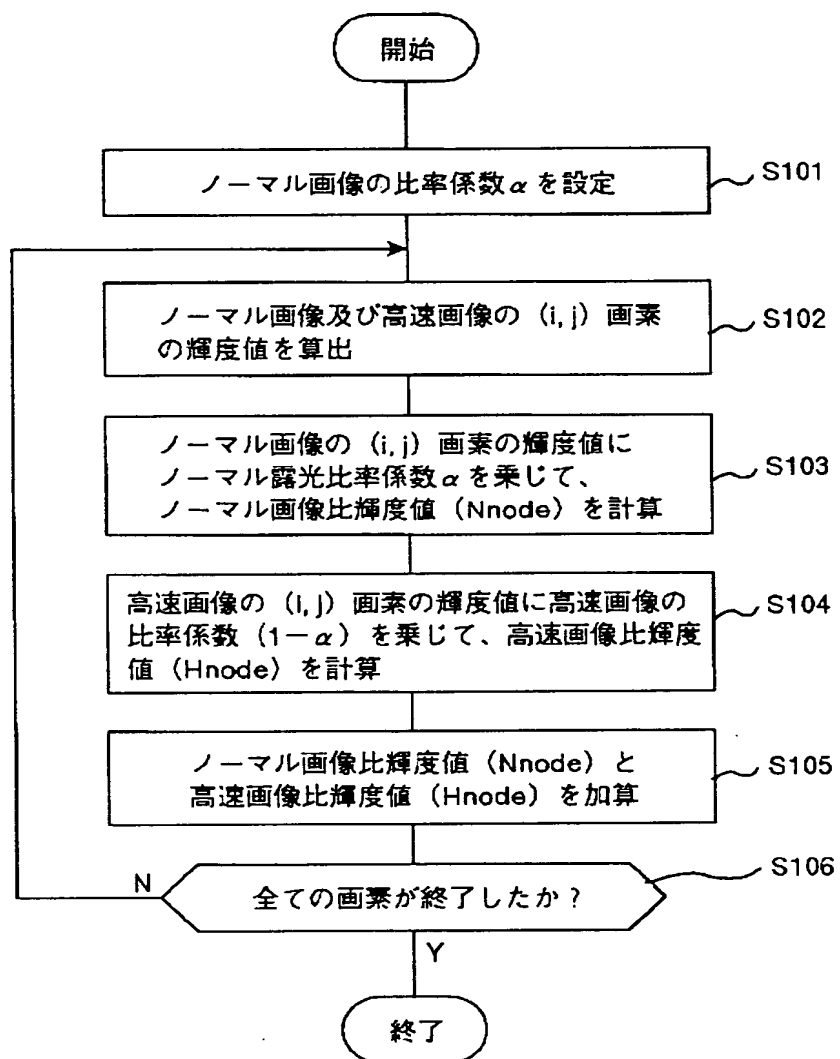 開始
ノーマル画像の比率係数αを設定
S101
ノーマル画像及び高速画像の(i, j)画素
の輝度値を算出
S102
ノーマル画像の(i, j)画素の輝度値に
ノーマル露光比率係数αを乗じて、
ノーマル画像比輝度値(Nnode)を計算
S103
高速画像の(i, j)画素の輝度値に高速画像の
比率係数(1-α)を乗じて、高速画像比輝度
値(Hnode)を計算
S104
ノーマル画像比輝度値(Nnode)と
高速画像比輝度値(Hnode)を加算
S105
全ての画素が終了したか?
S106
N
Y
終了